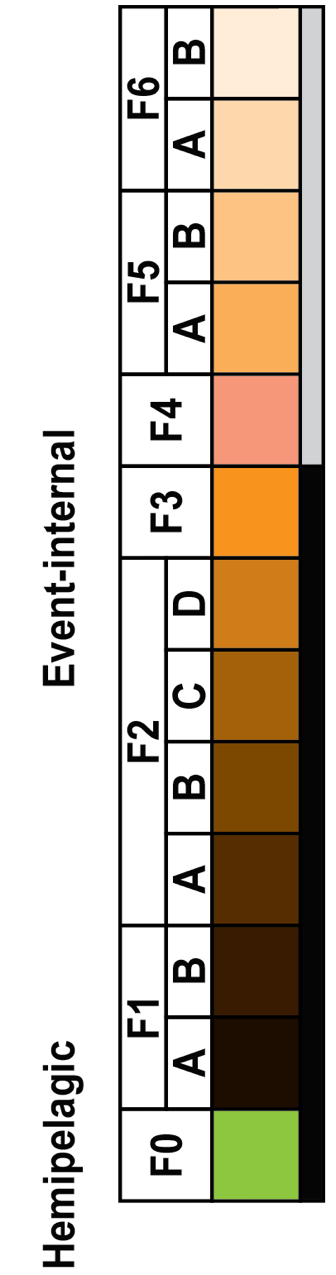 Hemipelagic Event-internal
F0 F1 F2 F3 F4 F5 F6
A B A B C D A B A B